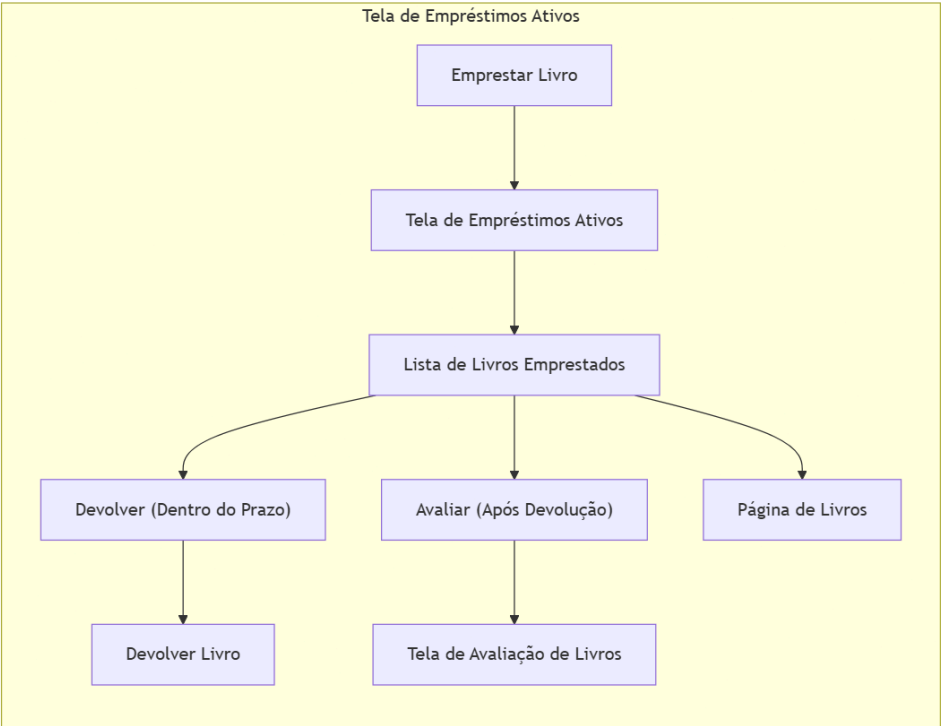 Tela de Empréstimos Ativos
Emprestar Livro
Tela de Empréstimos Ativos
Lista de Livros Emprestados
Devolver (Dentro do Prazo)
Avaliar (Após Devolução)
Página de Livros
Devolver Livro
Tela de Avaliação de Livros